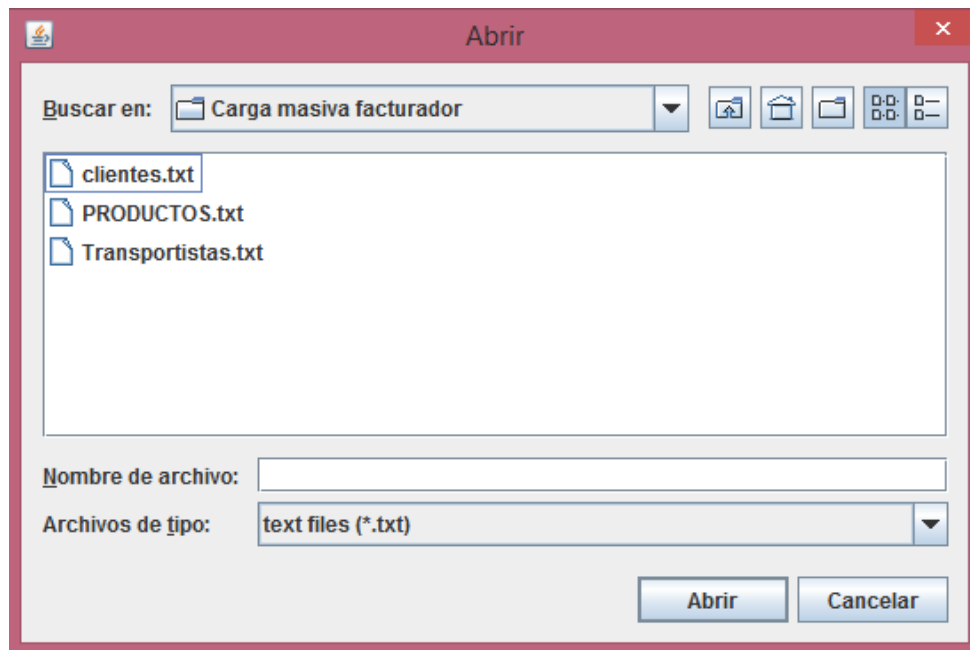 Abrir
Buscar en: Carga masiva facturador
clientes.txt
PRODUCTOS.txt
Transportistas.txt
Nombre de archivo:
Archivos de tipo: text files (*.txt)
Abrir Cancelar